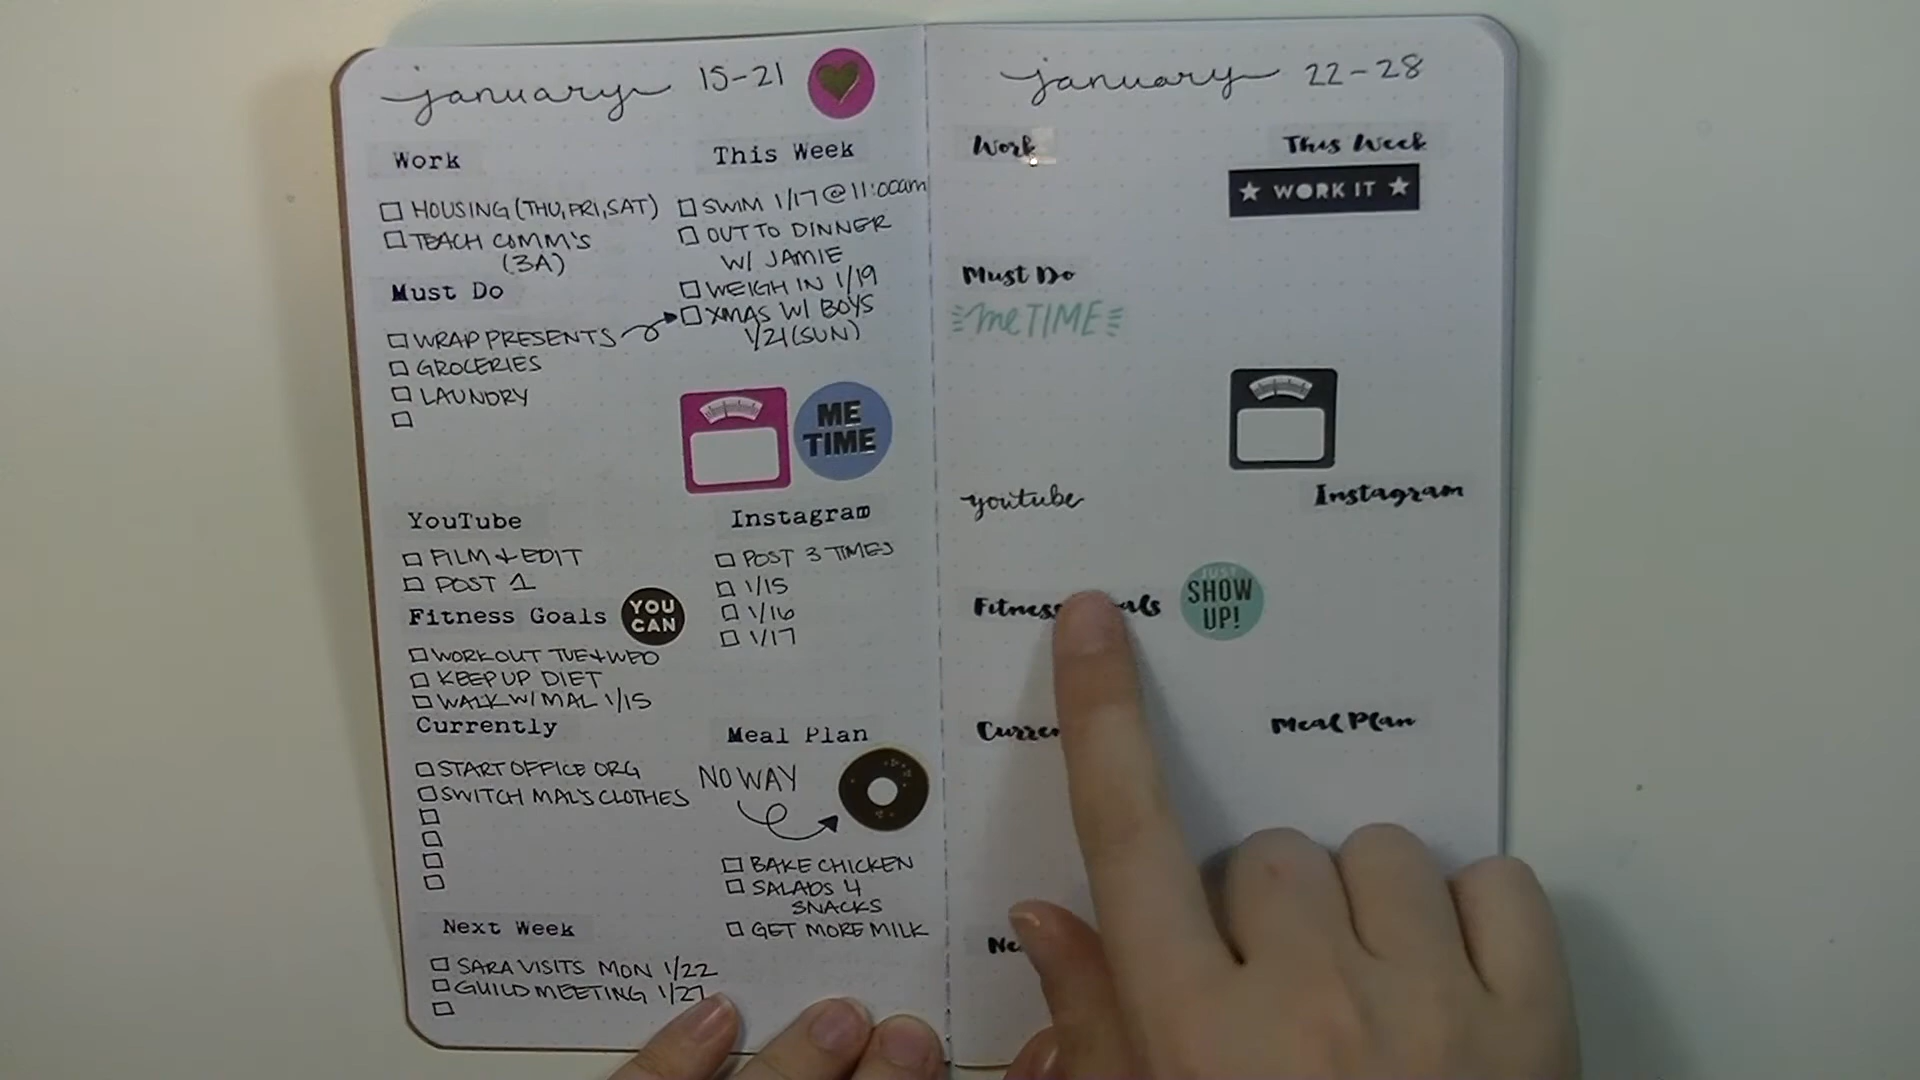 january 15-21
Work
HOUSING (THU, FRI, SAT)
TEACH COMM'S
(3A)
Must Do
WRAP PRESENTS
GROCERIES
LAUNDRY
This Week
SWIM 1/17 @ 11:00am
OUT TO DINNER
W/ JAMIE
WEIGH IN 1/19
XMAS W/ BOYS
1/21 (SUN)
ME
TIME
YouTube
FILM + EDIT
POST 1
Fitness Goals
YOU
CAN
WORKOUT TUE + WED
KEEP UP DIET
WALK W/ MAL 1/15
Instagram
POST 3 TIMES
1/15
1/16
1/17
Currently
START OFFICE ORG
SWITCH MAL'S CLOTHES
Meal Plan
NO WAY
BAKE CHICKEN
SALADS 4
SNACKS
GET MORE MILK
Next Week
SARA VISITS MON 1/22
GUILD MEETING 1/27
january 22-28
Work
This Week
WORK IT
Must Do
me TIME
youtube
Instagram
Fitness
JUST
SHOW
UP!
Meal Plan